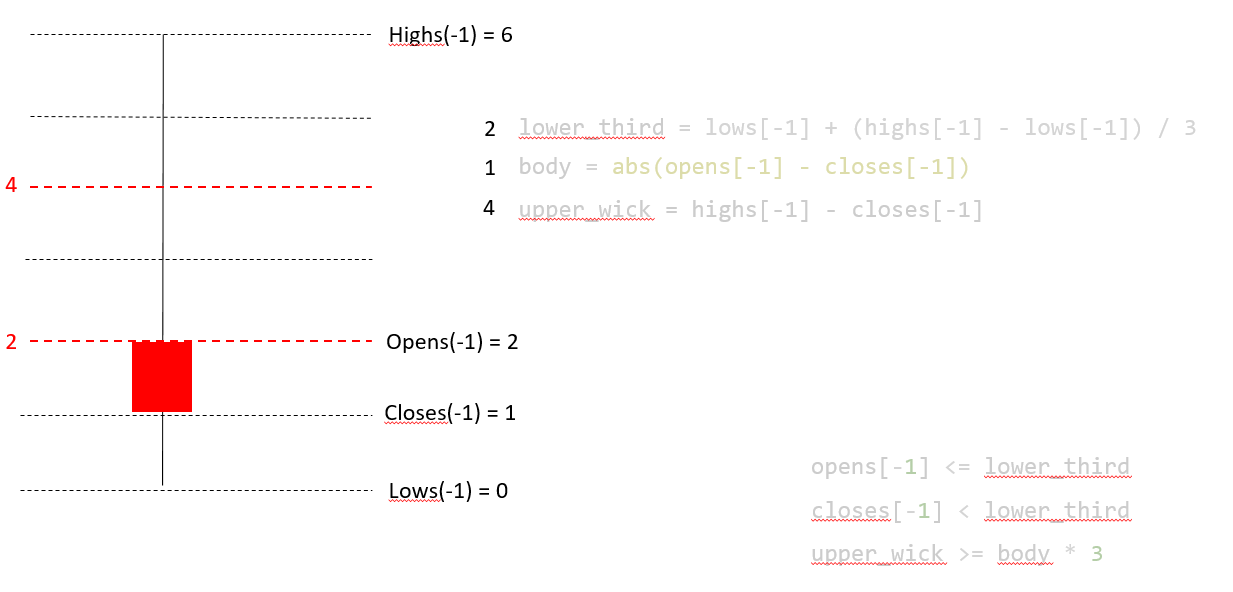 Highs(-1) = 6
2 lower_third = lows[-1] + (highs[-1] - lows[-1]) / 3
1 body = abs(opens[-1] - closes[-1])
4
4 upper_wick = highs[-1] - closes[-1]
2
Opens(-1) = 2
Closes(-1) = 1
opens[-1] <= lower_third
Lows(-1) = 0
closes[-1] < lower_third
upper_wick >= body * 3